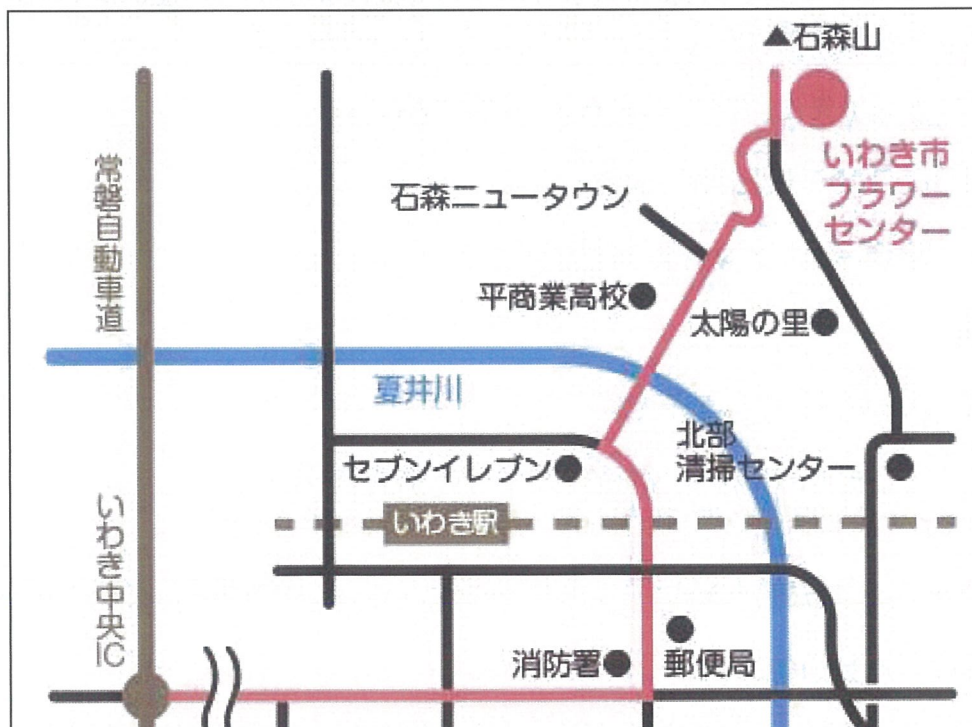 ▲石森山
いわき市
フラワー
センター
常磐自動車道
石森ニュータウン
平商業高校
太陽の里
夏井川
北部
清掃センター
セブンイレブン
いわき駅
いわき中央IC
消防署
郵便局